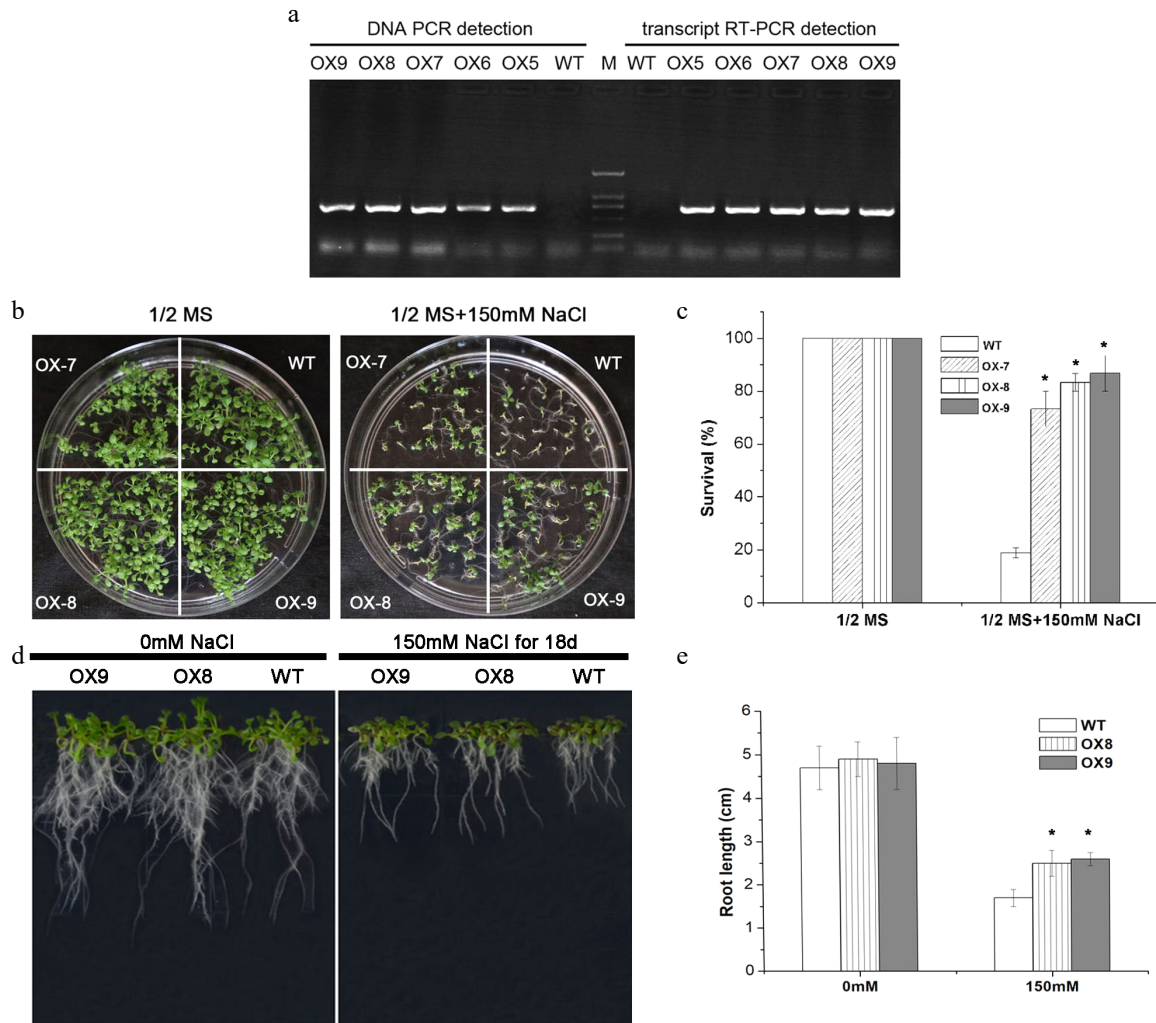 a
DNA PCR detection
transcript RT-PCR detection
OX9 OX8 OX7 OX6 OX5 WT M WT OX5 OX6 OX7 OX8 OX9
b
1/2 MS
1/2 MS+150mM NaCl
OX-7
WT
OX-8
OX-9
OX-7
WT
OX-8
OX-9
c
Survival (%)
100
80
60
40
20
0
WT
OX-7
OX-8
OX-9
* * *
1/2 MS
1/2 MS+150mM NaCl
d
0mM NaCl
150mM NaCl for 18d
OX9 OX8 WT
OX9 OX8 WT
e
Root length (cm)
6
5
4
3
2
1
0
WT
OX8
OX9
* *
0mM
150mM